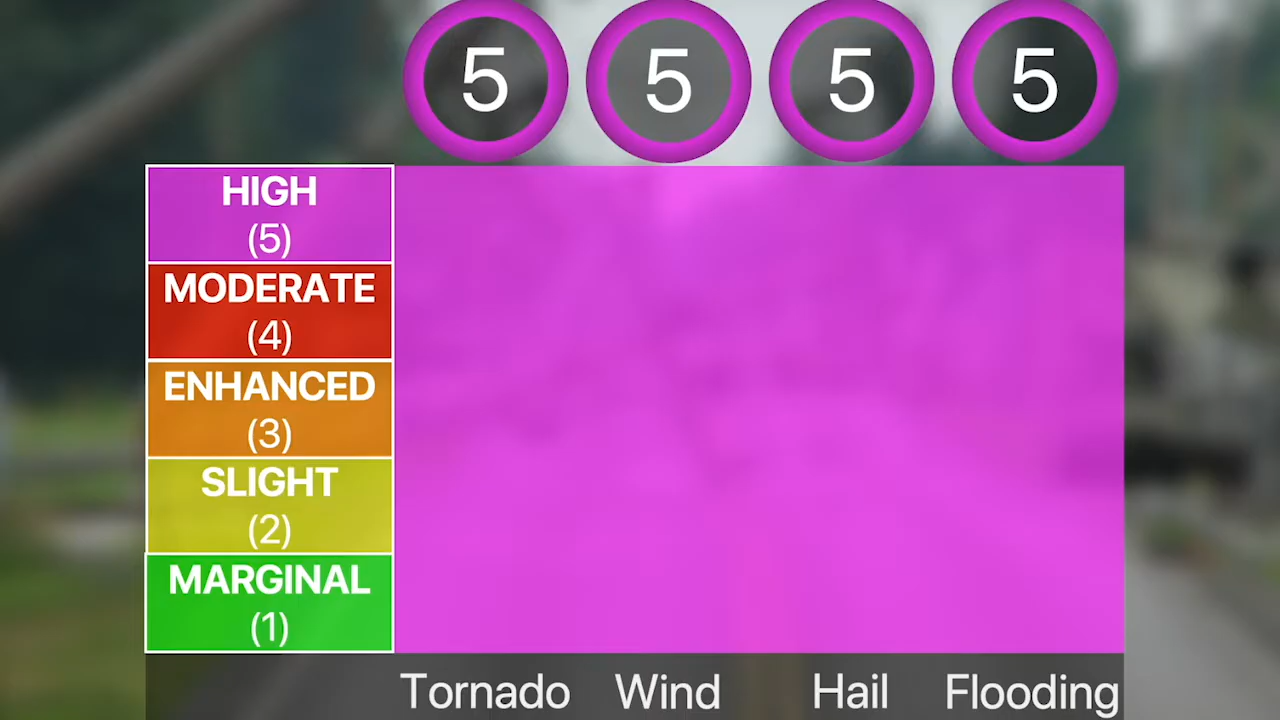 5 5 5 5
HIGH
(5)
MODERATE
(4)
ENHANCED
(3)
SLIGHT
(2)
MARGINAL
(1)
Tornado Wind Hail Flooding